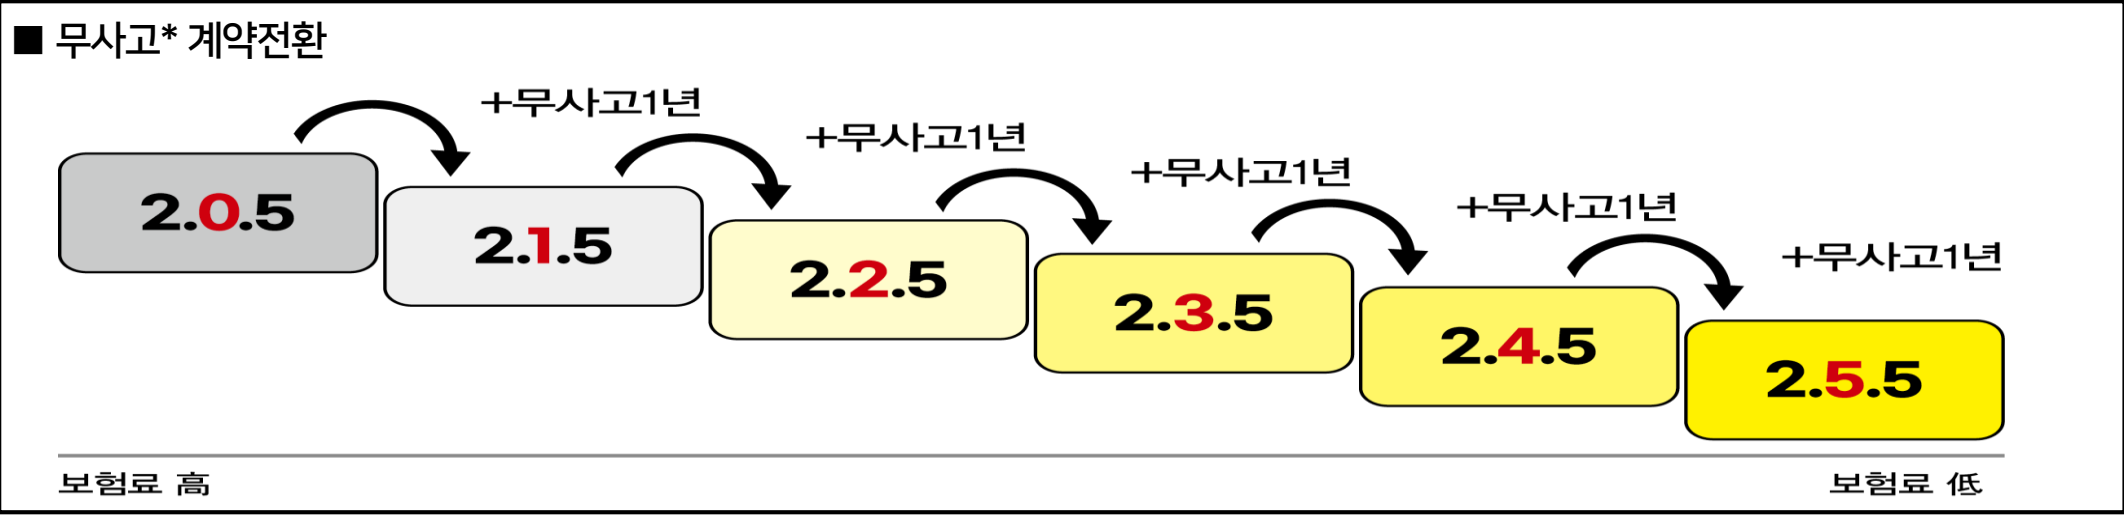 ■ 무사고* 계약전환
+무사고1년
+무사고1년
+무사고1년
+무사고1년
+무사고1년
2.0.5
2.1.5
2.2.5
2.3.5
2.4.5
2.5.5
보험료 高
보험료 低